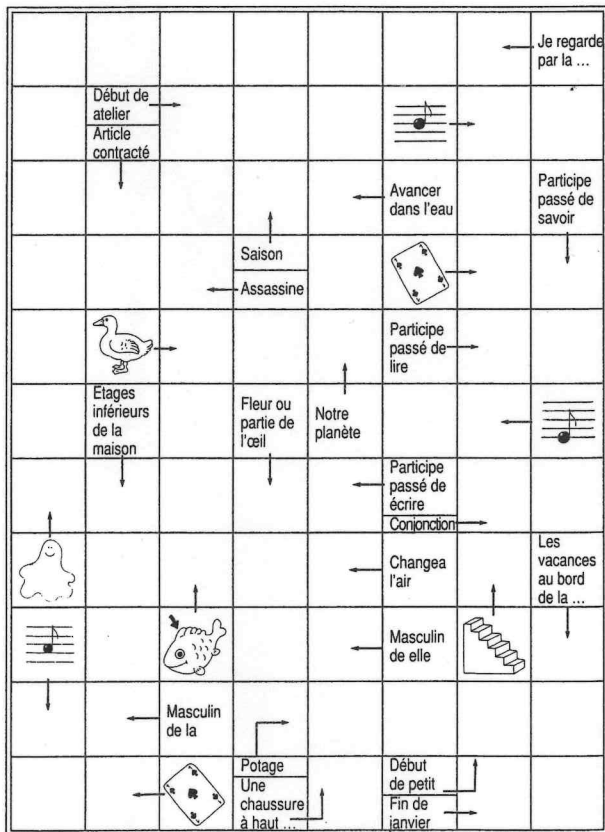 Je regarde
par la ...
Début de
atelier
Article
contracté
Avancer
dans l'eau
Participe
passé de
savoir
Saison
Assassine
Participe
passé de
lire
Etages
inférieurs
de la
maison
Fleur ou
partie de
l'œil
Notre
planète
Participe
passé de
écrire
Conjonction
Changea
l'air
Les
vacances
au bord
de la ...
Masculin
de elle
Masculin
de la
Potage
Une
chaussure
à haut ...
Début
de petit
Fin de
janvier